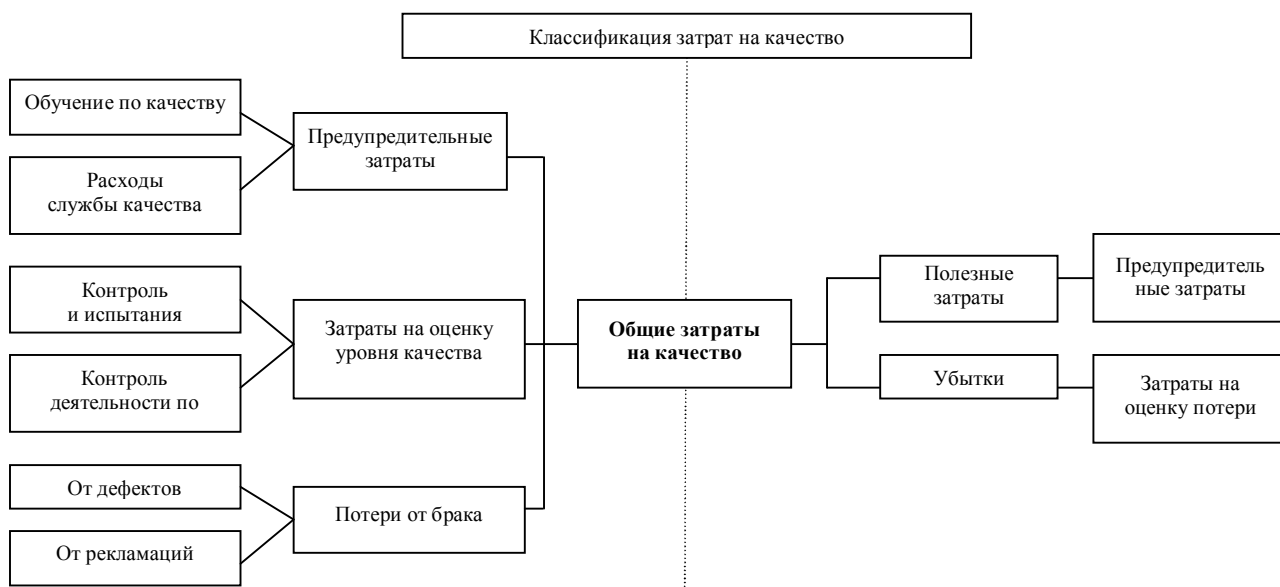 Классификация затрат на качество
Обучение по качеству
Предупредительные
затраты
Расходы
службы качества
Контроль
и испытания
Затраты на оценку
уровня качества
Контроль
деятельности по
От дефектов
Потери от брака
От рекламаций
Общие затраты
на качество
Полезные
затраты
Предупредитель
ные затраты
Убытки
Затраты на
оценку потери